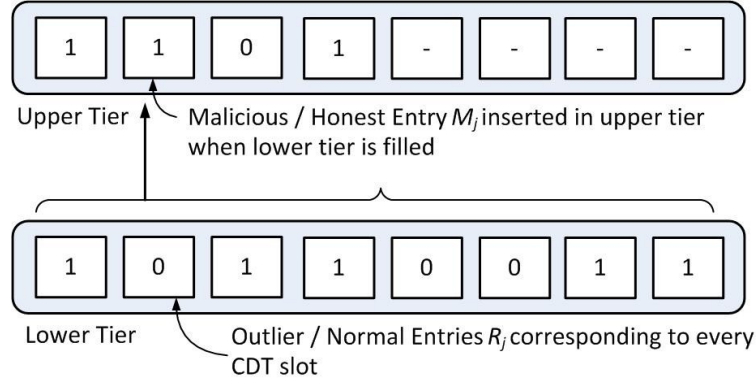 1 1 0 1 - - - -
Upper Tier
Malicious / Honest Entry Mj inserted in upper tier
when lower tier is filled
1 0 1 1 0 0 1 1
Lower Tier
Outlier / Normal Entries Rj corresponding to every
CDT slot